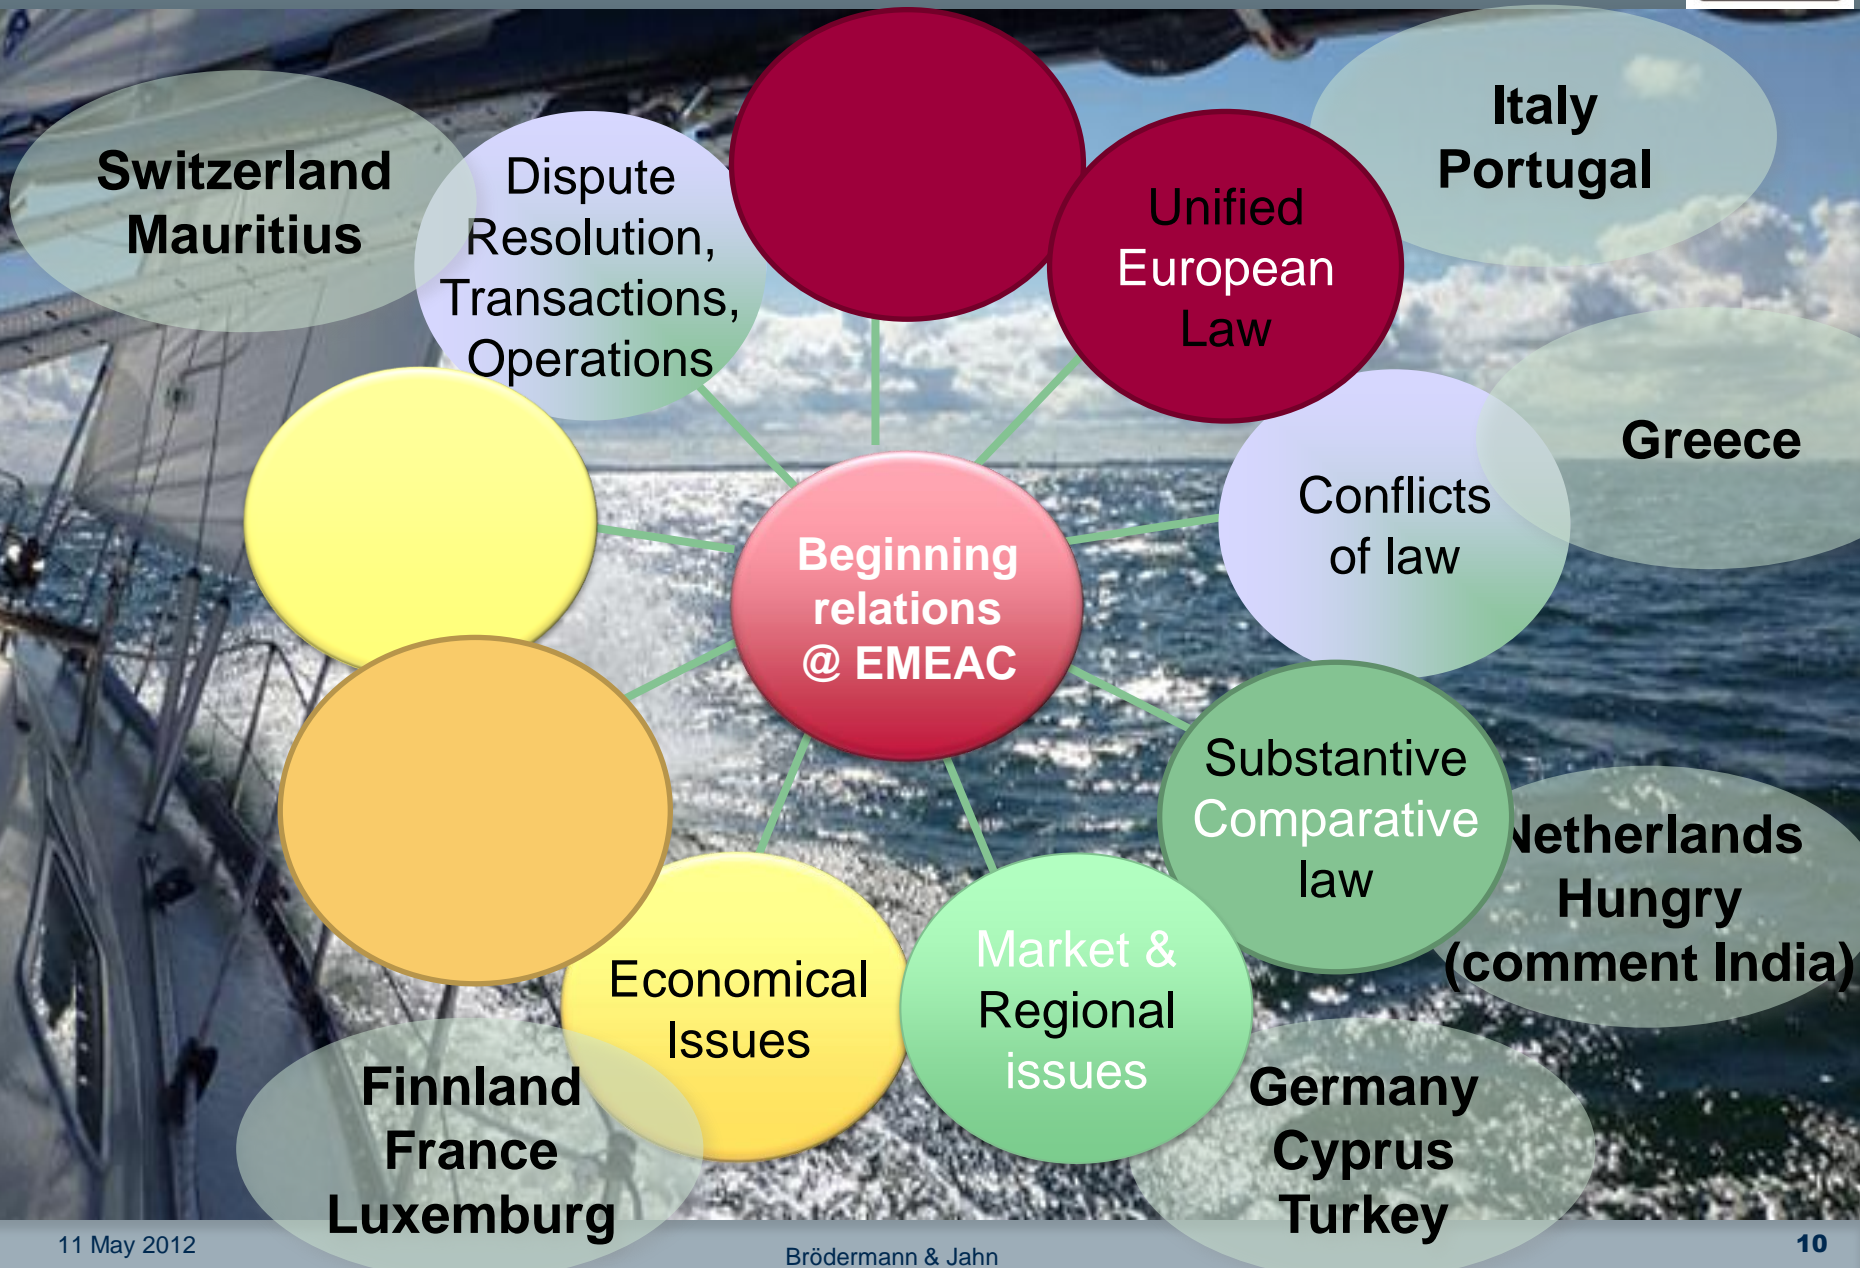 Switzerland
Mauritius
Dispute
Resolution,
Transactions,
Operations
Unified
European
Law
Italy
Portugal
Greece
Conflicts
of law
Beginning
relations
@ EMEAC
Substantive
Comparative
law
Netherlands
Hungry
(comment India)
Market &
Regional
issues
Economical
Issues
Finnland
France
Luxemburg
Germany
Cyprus
Turkey
11 May 2012
Brödermann & Jahn
10